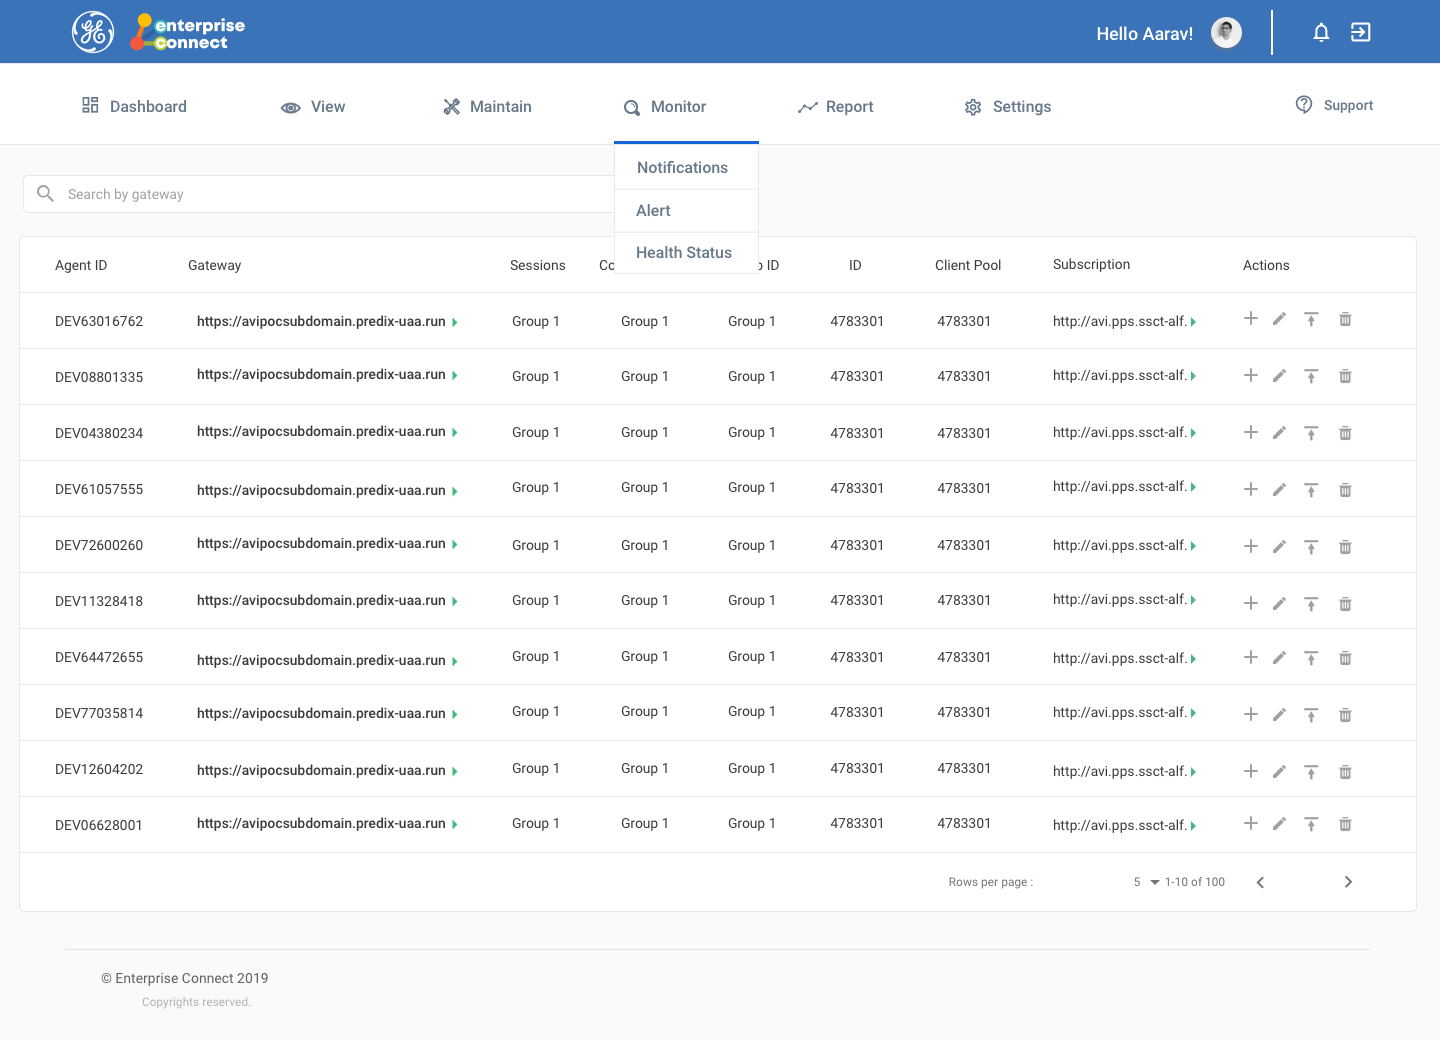 GE enterprise connect Hello Aarav!
Dashboard View Maintain Monitor Report Settings Support
Notifications
Search by gateway
Alert
Health Status
Agent ID Gateway Sessions Co ID ID Client Pool Subscription Actions
DEV63016762 https://avipocsubdomain.predix-uaa.run Group 1 Group 1 Group 1 4783301 4783301 http://avi.pps.ssct-alf.
DEV08801335 https://avipocsubdomain.predix-uaa.run Group 1 Group 1 Group 1 4783301 4783301 http://avi.pps.ssct-alf.
DEV04380234 https://avipocsubdomain.predix-uaa.run Group 1 Group 1 Group 1 4783301 4783301 http://avi.pps.ssct-alf.
DEV61057555 https://avipocsubdomain.predix-uaa.run Group 1 Group 1 Group 1 4783301 4783301 http://avi.pps.ssct-alf.
DEV72600260 https://avipocsubdomain.predix-uaa.run Group 1 Group 1 Group 1 4783301 4783301 http://avi.pps.ssct-alf.
DEV11328418 https://avipocsubdomain.predix-uaa.run Group 1 Group 1 Group 1 4783301 4783301 http://avi.pps.ssct-alf.
DEV64472655 https://avipocsubdomain.predix-uaa.run Group 1 Group 1 Group 1 4783301 4783301 http://avi.pps.ssct-alf.
DEV77035814 https://avipocsubdomain.predix-uaa.run Group 1 Group 1 Group 1 4783301 4783301 http://avi.pps.ssct-alf.
DEV12604202 https://avipocsubdomain.predix-uaa.run Group 1 Group 1 Group 1 4783301 4783301 http://avi.pps.ssct-alf.
DEV06628001 https://avipocsubdomain.predix-uaa.run Group 1 Group 1 Group 1 4783301 4783301 http://avi.pps.ssct-alf.
Rows per page : 5 1-10 of 100
© Enterprise Connect 2019
Copyrights reserved.